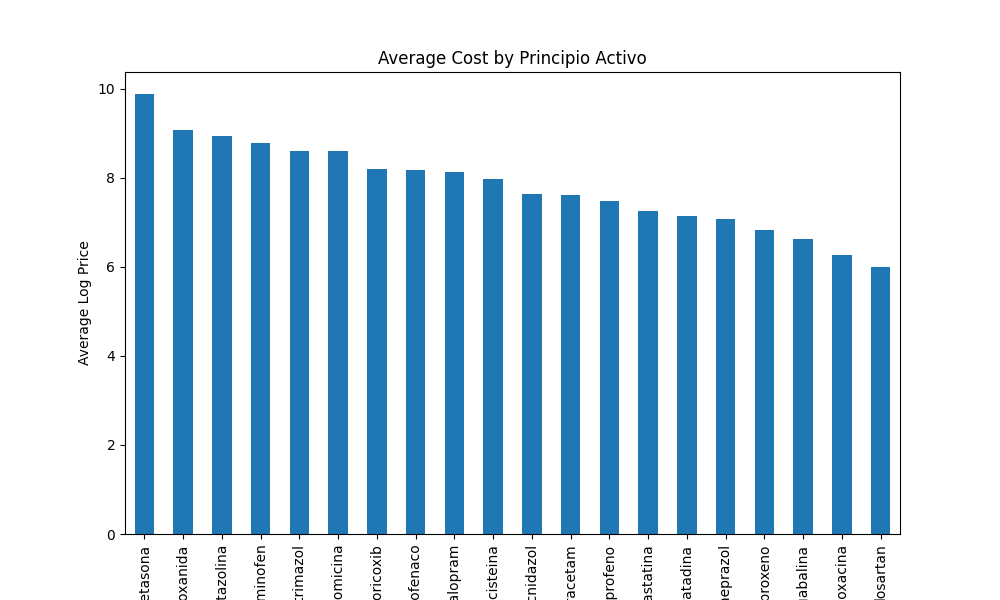 Average Cost by Principio Activo
Average Log Price
10
8
6
4
2
0
etasona
oxanida
tazolina
minofen
trimazol
omicina
oricoxib
ofenaco
alopram
cisteina
cnidazol
racetam
profeno
astatina
atadina
neprazol
oroxeno
gabalina
oxacina
losartan